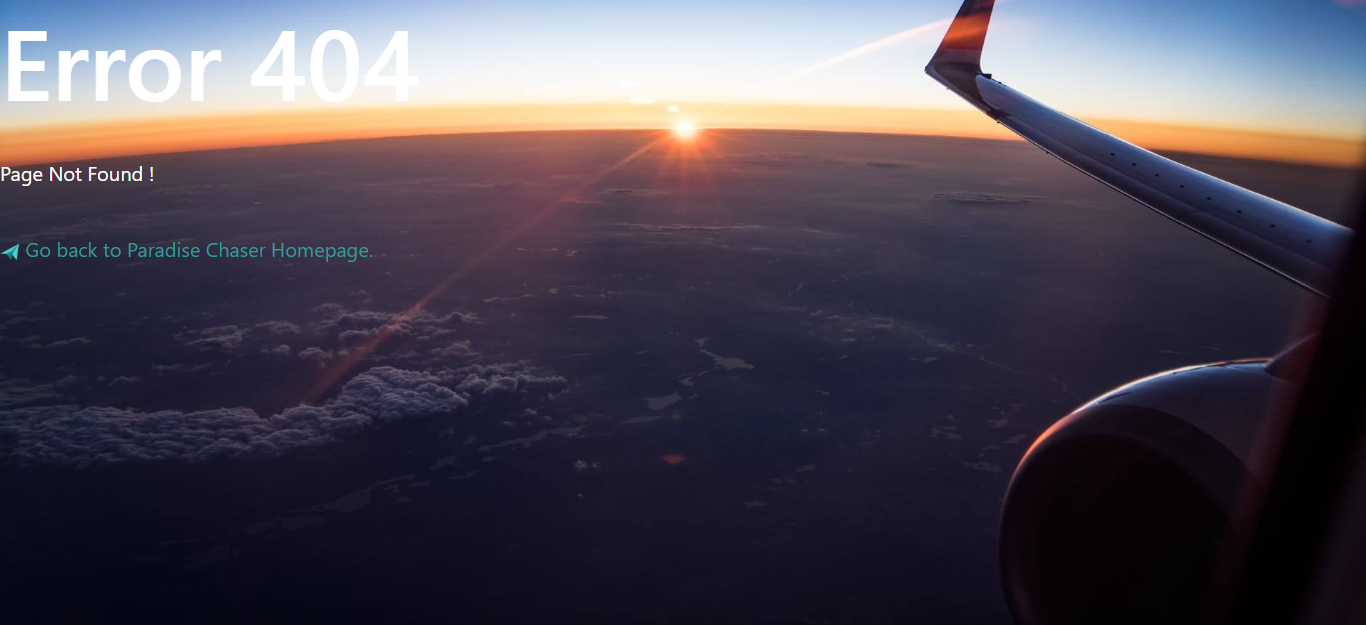 Error 404
Page Not Found !
Go back to Paradise Chaser Homepage.